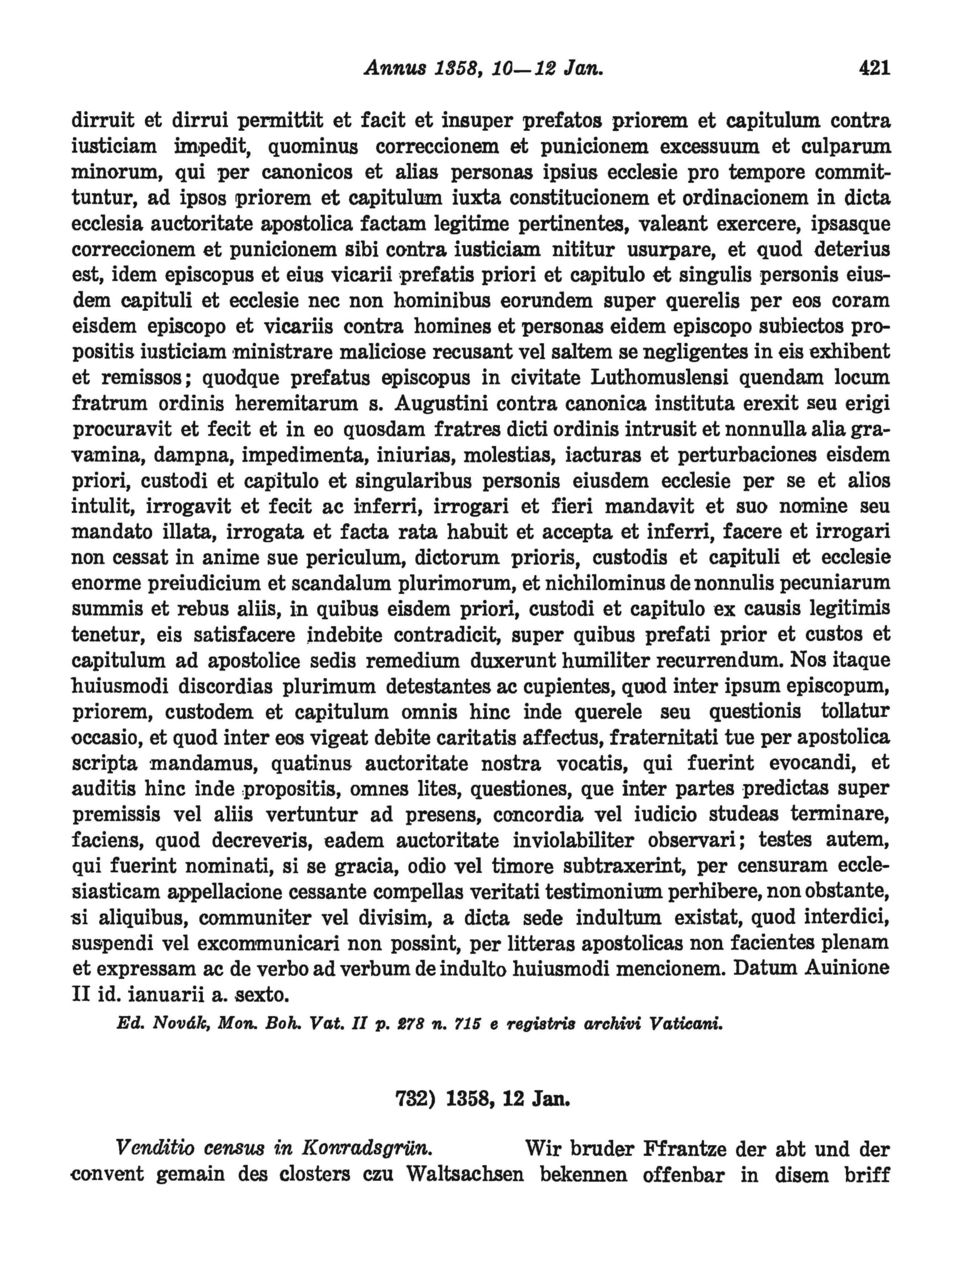 Annus 1358, 10—12 Jan. 421
dirruit et dirrui permittit et facit et insuper prefatos priorem et capitulum contra
iusticiam impedit, quominus correccionem et punicionem excessuum et culparum
minorum, qui per canonicos et alias personas ipsius ecclesie pro tempore commit-
tuntur, ad ipsos priorem et capitulum iuxta constitucionem et ordinacionem in dicta
ecclesia auctoritate apostolica factam legitime pertinentes, valeant exercere, ipsasque
correccionem et punicionem sibi contra iusticiam nititur usurpare, et quod deterius
est, idem episcopus et eius vicarii prefatis priori et capitulo et singulis personis eius-
dem capituli et ecclesie nec non hominibus eorundem super querelis per eos coram
eisdem episcopo et vicariis contra homines et personas eidem episcopo subiectos pro-
positis iusticiam ministrare maliciose recusant vel saltem se negligentes in eis exhibent
et remissos; quodque prefatus episcopus in civitate Luthomuslensi quendam locum
fratrum ordinis heremitarum s. Augustini contra canonica instituta erexit seu erigi
procuravit et fecit et in eo quosdam fratres dicti ordinis intrusit et nonnulla alia gra-
vamina, dampna, impedimenta, iniurias, molestias, iacturas et perturbaciones eisdem
priori, custodi et capitulo et singularibus personis eiusdem ecclesie per se et alios
intulit, irrogavit et fecit ac inferri, irrogari et fieri mandavit et suo nomine seu
mandato illata, irrogata et facta rata habuit et accepta et inferri, facere et irrogari
non cessat in anime sue periculum, dictorum prioris, custodis et capituli et ecclesie
enorme preiudicium et scandalum plurimorum, et nichilominus de nonnulis pecuniarum
summis et rebus aliis, in quibus eisdem priori, custodi et capitulo ex causis legitimis
tenetur, eis satisfacere indebite contradicit, super quibus prefati prior et custos et
capitulum ad apostolice sedis remedium duxerunt humiliter recurrendum. Nos itaque
huiusmodi discordias plurimum detestantes ac cupientes, quod inter ipsum episcopum,
priorem, custodem et capitulum omnis hinc inde querele seu questionis tollatur
occasio, et quod inter eos vigeat debite caritatis affectus, fraternitati tue per apostolica
scripta mandamus, quatinus auctoritate nostra vocatis, qui fuerint evocandi, et
auditis hinc inde propositis, omnes lites, questiones, que inter partes predictas super
premissis vel aliis vertuntur ad presens, concordia vel iudicio studeas terminare,
faciens, quod decreveris, eadem auctoritate inviolabiliter observari; testes autem,
qui fuerint nominati, si se gracia, odio vel timore subtraxerint, per censuram eccle-
siasticam appellacione cessante compellas veritati testimonium perhibere, non obstante,
si aliquibus, communiter vel divisim, a dicta sede indultum existat, quod interdici,
suspendi vel excommunicari non possint, per litteras apostolicas non facientes plenam
et expressam ac de verbo ad verbum de indulto huiusmodi mencionem. Datum Auinione
II id. ianuarii a. sexto.
Ed. Novák, Mon. Boh. Vat. II p. 278 n. 715 e registris archivi Vaticani.
732) 1358, 12 Jan.
Venditio census in Konradsgrün. Wir bruder Ffrantze der abt und der
convent gemain des closters czu Waltsachsen bekennen offenbar in disem briff